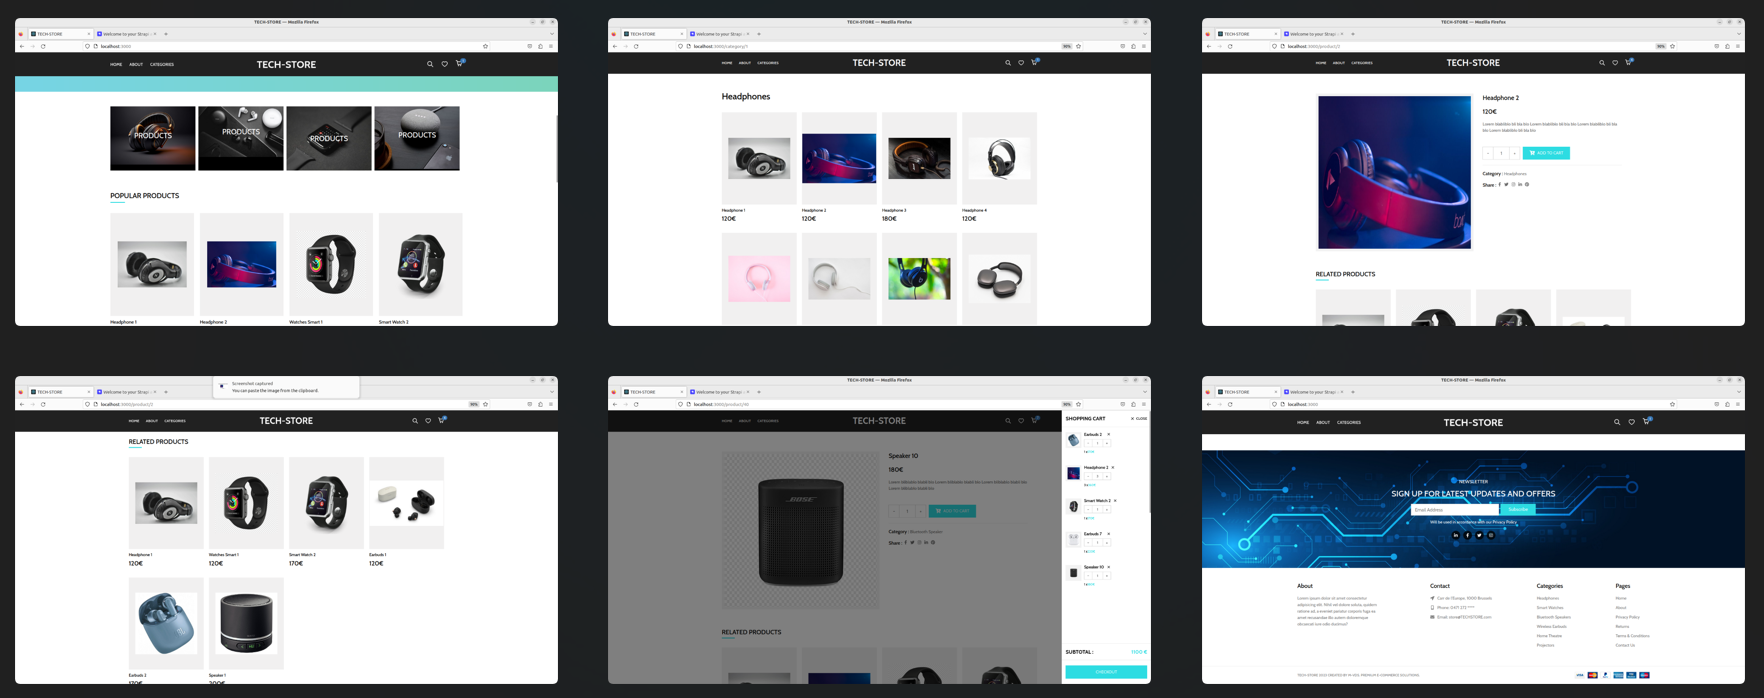 TECH-STORE — Mozilla Firefox
TECH-STORE
Welcome to your Strapi
localhost:3000
HOME ABOUT CATEGORIES
TECH-STORE
PRODUCTS
PRODUCTS
PRODUCTS
PRODUCTS
POPULAR PRODUCTS
Headphone 1
Headphone 2
Watches Smart 1
Smart Watch 2
TECH-STORE — Mozilla Firefox
TECH-STORE
Welcome to your Strapi
localhost:3000/category/1
90%
HOME ABOUT CATEGORIES
TECH-STORE
Headphones
Headphone 1
120€
Headphone 2
120€
Headphone 3
180€
Headphone 4
120€
TECH-STORE — Mozilla Firefox
TECH-STORE
Welcome to your Strapi
localhost:3000/product/2
90%
HOME ABOUT CATEGORIES
TECH-STORE
Headphone 2
120€
- 1 +
ADD TO CART
Category : Headphones
Share :
RELATED PRODUCTS
TECH-STORE
Welcome to your Strapi
Screenshot captured
You can paste the image from the clipboard.
localhost:3000/product/2
90%
HOME ABOUT CATEGORIES
TECH-STORE
RELATED PRODUCTS
Headphone 1
120€
Watches Smart 1
120€
Smart Watch 2
170€
Earbuds 1
120€
Earbuds 2
170€
Speaker 1
200€
TECH-STORE — Mozilla Firefox
TECH-STORE
Welcome to your Strapi
90%
HOME ABOUT CATEGORIES
TECH-STORE
Speaker 10
180€
- 1 +
ADD TO CART
Category : Bluetooth Speaker
Share :
RELATED PRODUCTS
BOSE
SHOPPING CART
CLOSE
Earbuds 2
Headphone 2
Smart Watch 2
Earbuds 7
Speaker 10
SUBTOTAL :
1100 €
CHECKOUT
TECH-STORE — Mozilla Firefox
TECH-STORE
Welcome to your Strapi
localhost:3000
HOME ABOUT CATEGORIES
TECH-STORE
NEWSLETTER
SIGN UP FOR LATEST UPDATES AND OFFERS
Email Address
Subscribe
Will be used in accordance with our Privacy Policy
About
Contact
Phone: 0471 272 ****
Email: store@TECHSTORE.com
Categories
Headphones
Smart Watches
Bluetooth Speakers
Wireless Earbuds
Home Theatre
Projectors
Pages
Home
About
Privacy Policy
Returns
Terms & Conditions
Contact Us